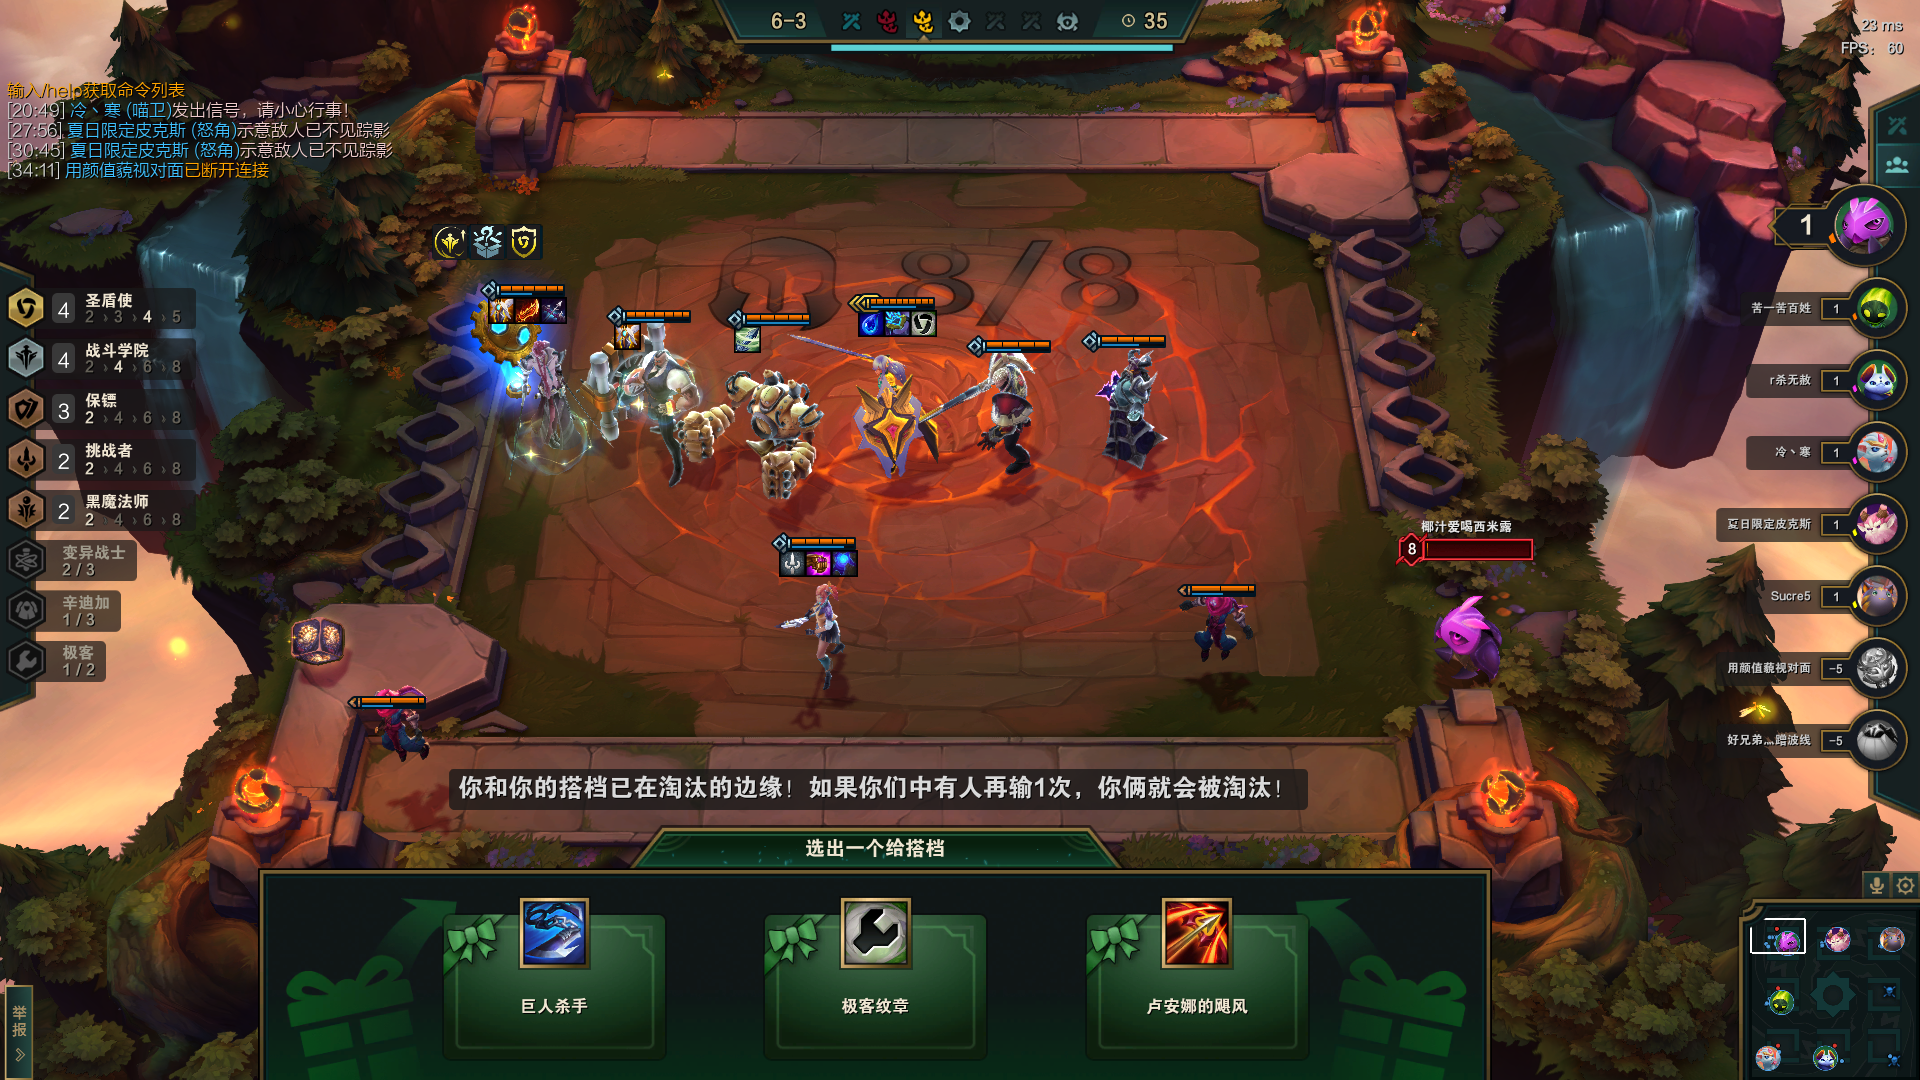 6-3
35
23 ms
FPS: 60
输入/help获取命令列表
[20:49] 冷丶寒 (喵卫)发出信号，请小心行事！
[27:56] 夏日限定皮克斯 (怒角)示意敌人已不见踪影
[30:45] 夏日限定皮克斯 (怒角)示意敌人已不见踪影
[34:11] 用颜值藐视对面已断开连接
8/8
4 圣盾使
2 › 3 › 4 › 5
4 战斗学院
2 › 4 › 6 › 8
3 保镖
2 › 4 › 6 › 8
2 挑战者
2 › 4 › 6 › 8
2 黑魔法师
2 › 4 › 6 › 8
变异战士
2 / 3
辛迪加
1 / 3
极客
1 / 2
1
苦一苦百姓 1
r杀无赦 1
冷丶寒 1
夏日限定皮克斯 1
Sucre5 1
用颜值藐视对面 -5
好兄弟灬蹭波线 -5
椰汁爱喝西米露
8
你和你的搭档已在淘汰的边缘！如果你们中有人再输1次，你俩就会被淘汰！
选出一个给搭档
巨人杀手
极客纹章
卢安娜的飓风
举报